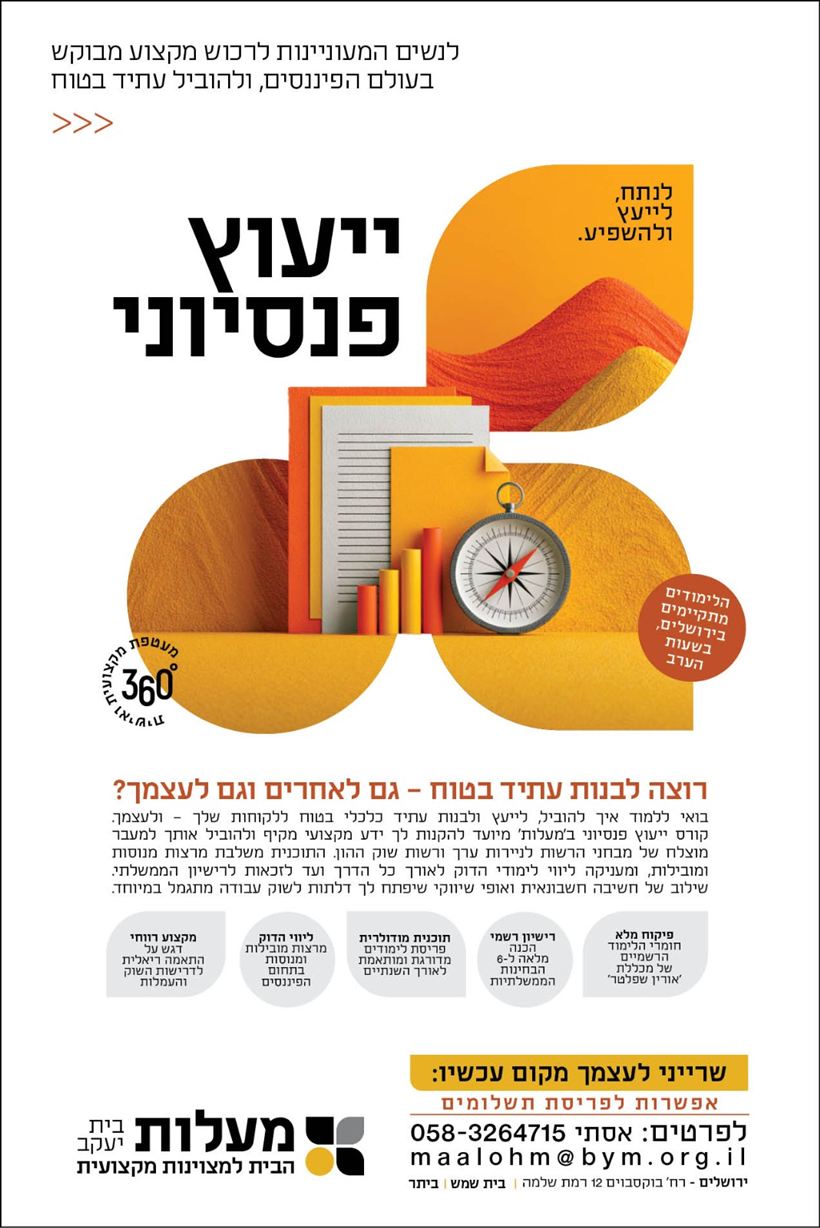 לנשים המעוניינות לרכוש מקצוע מבוקש
בעולם הפיננסים, ולהוביל עתיד בטוח
>>>
לנתח,
לייעץ
ולהשפיע.
ייעוץ
פנסיוני
הלימודים
מתקיימים
בירושלים,
בשעות
הערב
מעטפת מקצועית ואישית
360°
רוצה לבנות עתיד בטוח – גם לאחרים וגם לעצמך?
בואי ללמוד איך להוביל, לייעץ ולבנות עתיד כלכלי בטוח ללקוחות שלך – ולעצמך.
קורס ייעוץ פנסיוני ב'מעלות' מיועד להקנות לך ידע מקצועי מקיף ולהוביל אותך למעבר
מוצלח של מבחני הרשות לניירות ערך ורשות שוק ההון. התוכנית משלבת מרצות מנוסות
ומובילות, ומעניקה ליווי לימודי הדוק לאורך כל הדרך ועד לזכאות לרישיון הממשלתי.
שילוב של חשיבה חשבונאית ואופי שיווקי שיפתח לך דלתות לשוק עבודה מתגמל במיוחד.
פיקוח מלא
חומרי הלימוד
הרשמיים
של מכללת
'אורין שפלטר'
רישיון רשמי
הכנה
מלאה ל-6
הבחינות
הממשלתיות
תוכנית מודולרית
פריסת לימודים
מדורגת ומותאמת
לאורך השנתיים
ליווי הדוק
מרצות מובילות
ומנוסות
בתחום
הפיננסים
מקצוע רווחי
דגש על
התאמה ריאלית
לדרישות השוק
והעמלות
שרייני לעצמך מקום עכשיו:
אפשרות לפריסת תשלומים
לפרטים: אסתי 058-3264715
maalohm@bym.org.il
ירושלים - רח' בוקסבוים 12 רמת שלמה | בית שמש | ביתר
מעלות בית יעקב
הבית למצוינות מקצועית